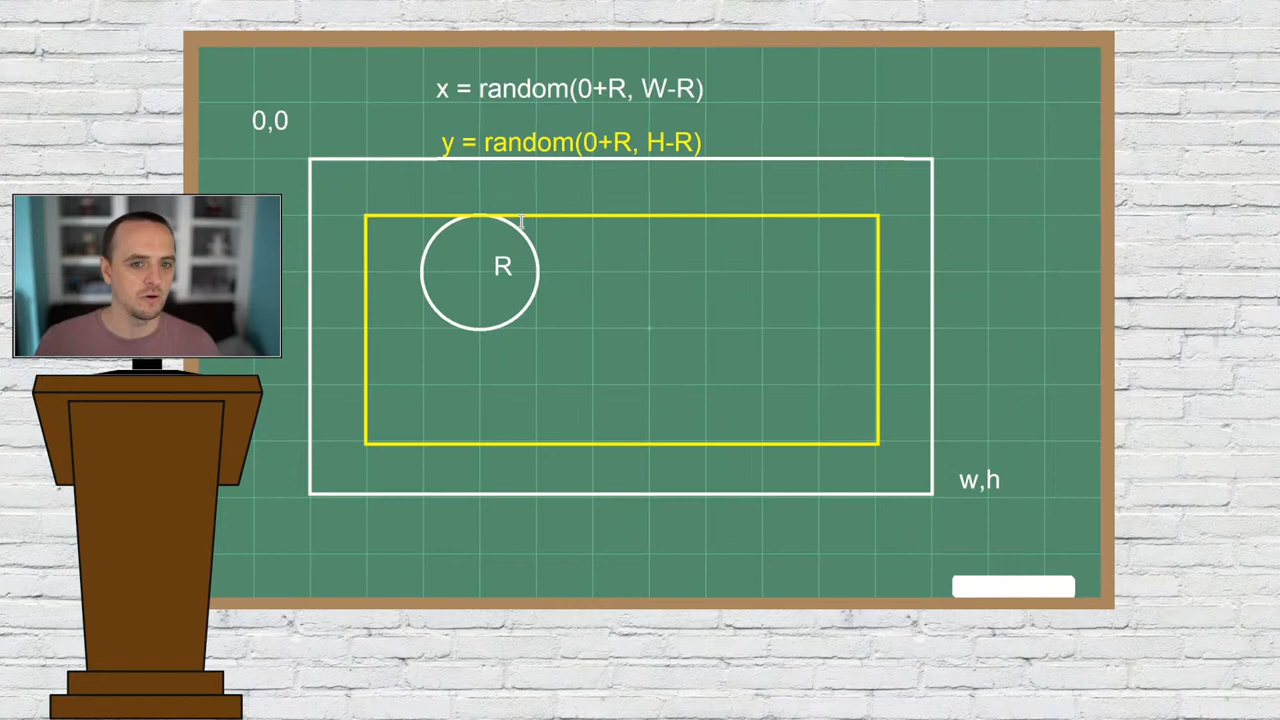 x = random(0+R, W-R)
0,0
y = random(0+R, H-R)
R
w,h